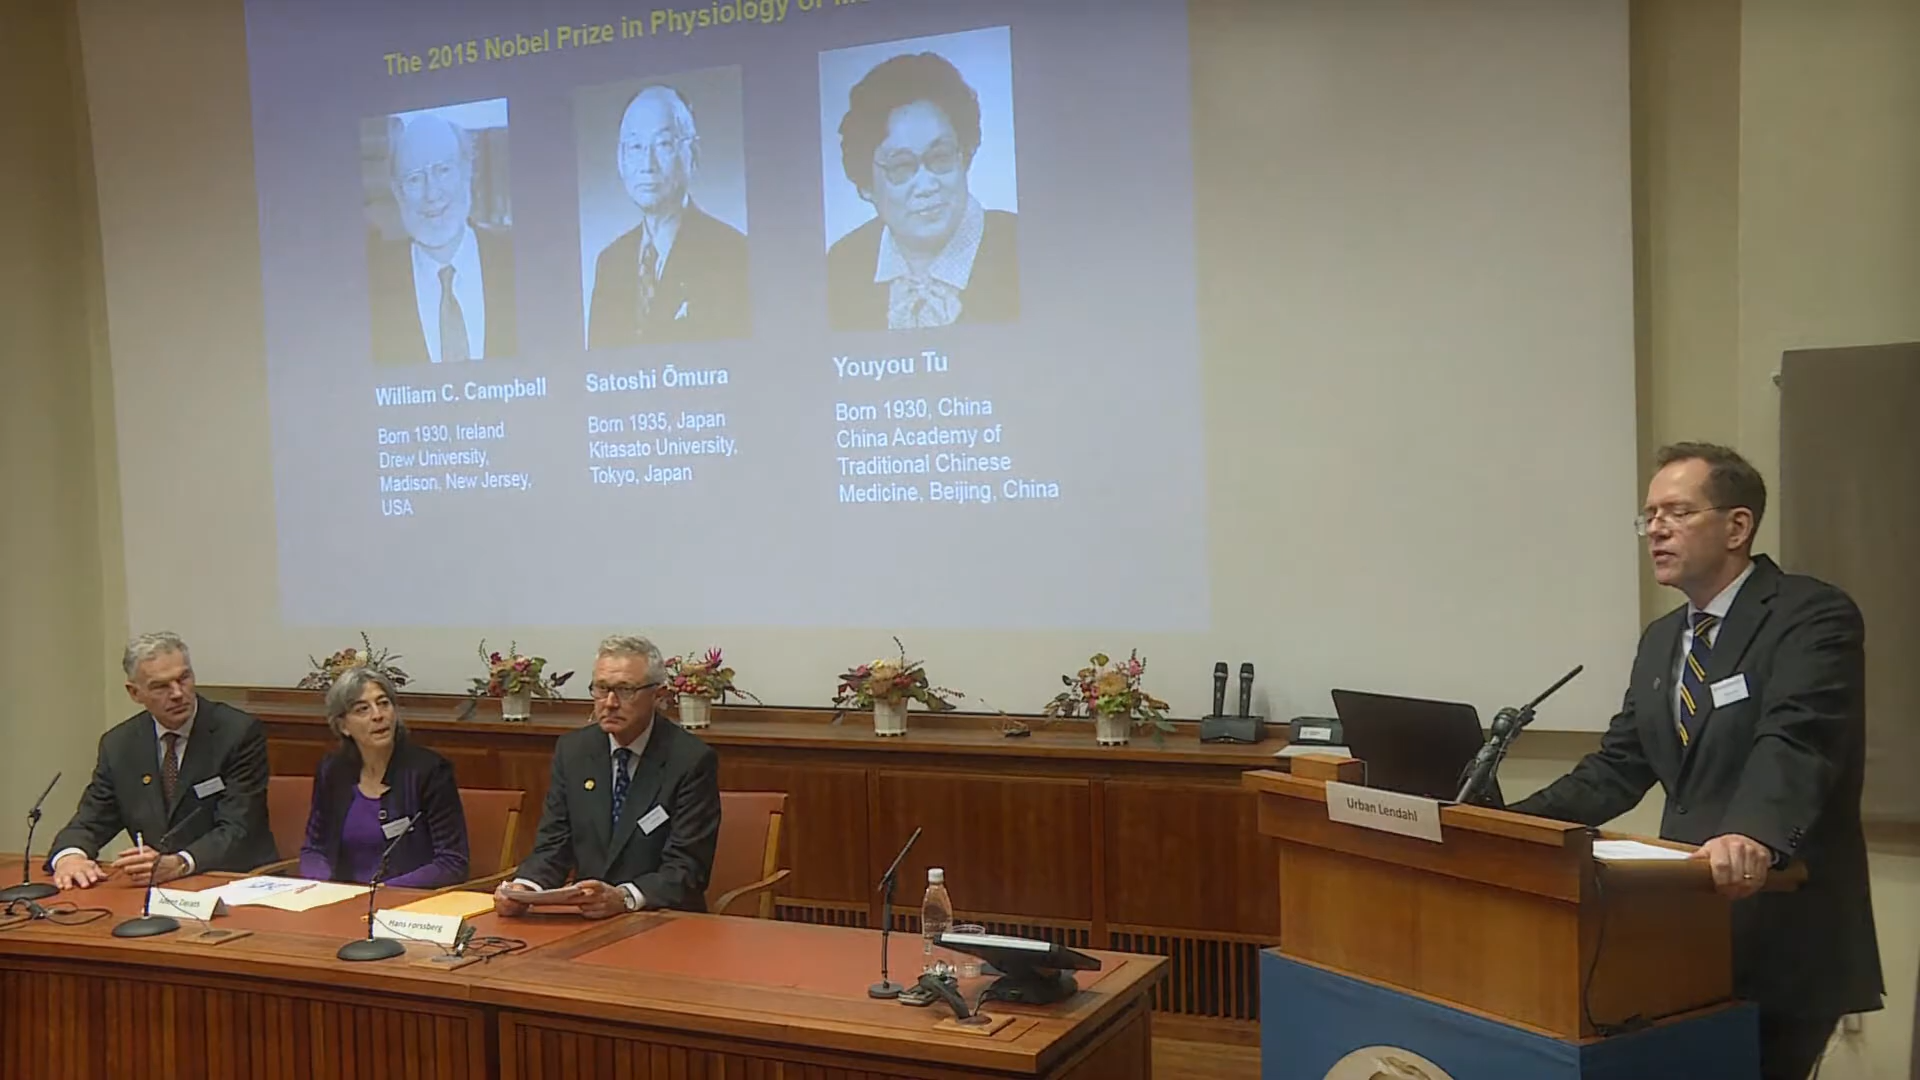 The 2015 Nobel Prize in Physiology or
William C. Campbell
Born 1930, Ireland
Drew University,
Madison, New Jersey,
USA
Satoshi Ōmura
Born 1935, Japan
Kitasato University,
Tokyo, Japan
Youyou Tu
Born 1930, China
China Academy of
Traditional Chinese
Medicine, Beijing, China
Urban Lendahl
Hans Forssberg